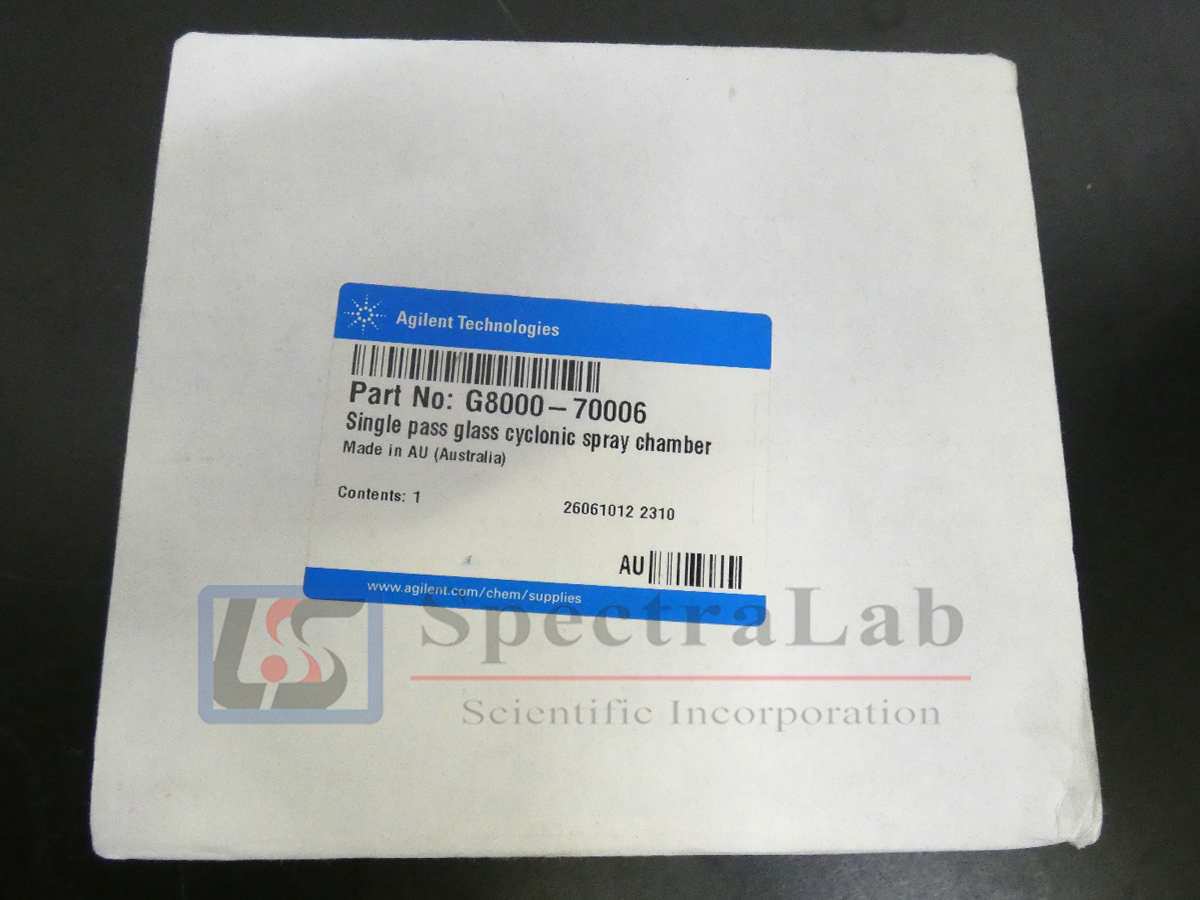 Agilent Technologies
Part No: G8000-70006
Single pass glass cyclonic spray chamber
Made in AU (Australia)
Contents: 1
26061012 2310
AU
www.agilent.com/chem/supplies
LS
SpectraLab
Scientific Incorporation